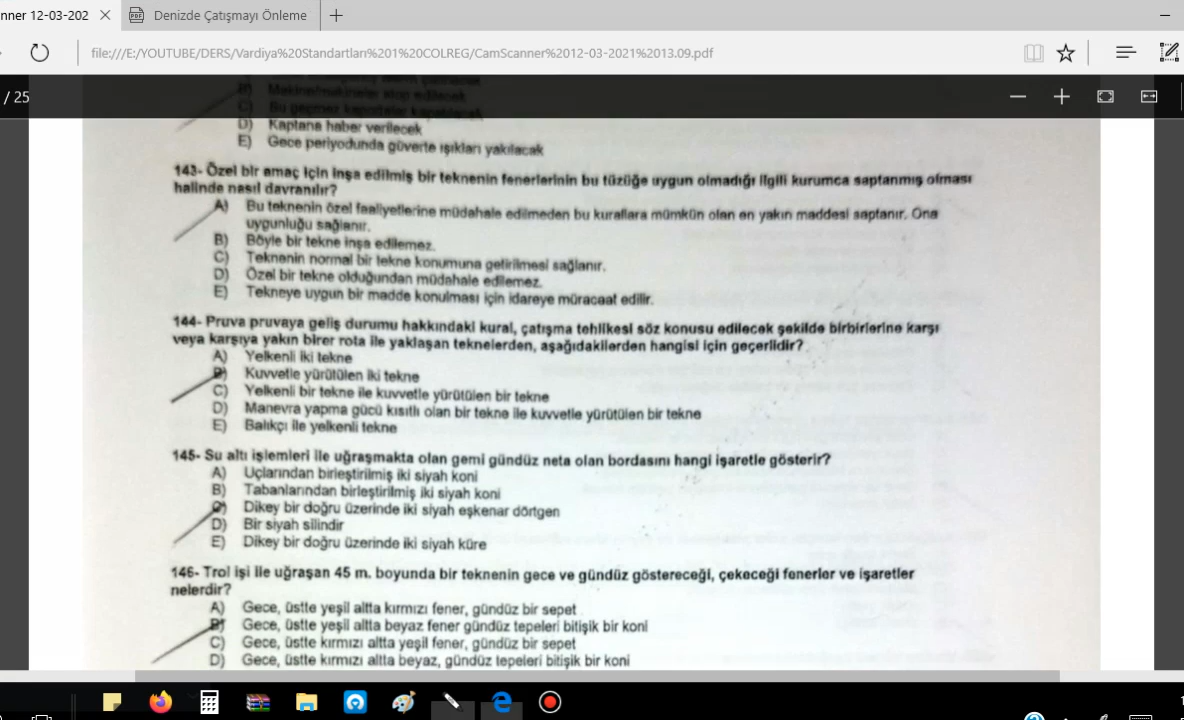 nner 12-03-202
Denizde Çatışmayı Önleme
file:///E:/YOUTUBE/DERS/Vardiya%20Standartları%201%20COLREG/CamScanner%2012-03-2021%2013.09.pdf
/ 25
B) Makine/makineler stop edilecek
C) Bu geçmez kaportalar kapatılacak
D) Kaptana haber verilecek
E) Gece periyodunda güverte ışıkları yakılacak
143- Özel bir amaç için inşa edilmiş bir teknenin fenerlerinin bu tüzüğe uygun olmadığı ilgili kurumca saptanmış olması
halinde nasıl davranılır?
A) Bu teknenin özel faaliyetlerine müdahale edilmeden bu kurallara mümkün olan en yakın maddesi saptanır. Ona
uygunluğu sağlanır.
B) Böyle bir tekne inşa edilemez.
C) Teknenin normal bir tekne konumuna getirilmesi sağlanır.
D) Özel bir tekne olduğundan müdahale edilemez.
E) Tekneye uygun bir madde konulması için idareye müracaat edilir.
144- Pruva pruvaya geliş durumu hakkındaki kural, çatışma tehlikesi söz konusu edilecek şekilde birbirlerine karşı
veya karşıya yakın birer rota ile yaklaşan teknelerden, aşağıdakilerden hangisi için geçerlidir?
A) Yelkenli iki tekne
B) Kuvvetle yürütülen iki tekne
C) Yelkenli bir tekne ile kuvvetle yürütülen bir tekne
D) Manevra yapma gücü kısıtlı olan bir tekne ile kuvvetle yürütülen bir tekne
E) Balıkçı ile yelkenli tekne
145- Su altı işlemleri ile uğraşmakta olan gemi gündüz neta olan bordasını hangi işaretle gösterir?
A) Uçlarından birleştirilmiş iki siyah koni
B) Tabanlarından birleştirilmiş iki siyah koni
C) Dikey bir doğru üzerinde iki siyah eşkenar dörtgen
D) Bir siyah silindir
E) Dikey bir doğru üzerinde iki siyah küre
146- Trol işi ile uğraşan 45 m. boyunda bir teknenin gece ve gündüz göstereceği, çekeceği fenerler ve işaretler
nelerdir?
A) Gece, üstte yeşil altta kırmızı fener, gündüz bir sepet
B) Gece, üstte yeşil altta beyaz fener gündüz tepeleri bitişik bir koni
C) Gece, üstte kırmızı altta yeşil fener, gündüz bir sepet
D) Gece, üstte kırmızı altta beyaz, gündüz tepeleri bitişik bir koni